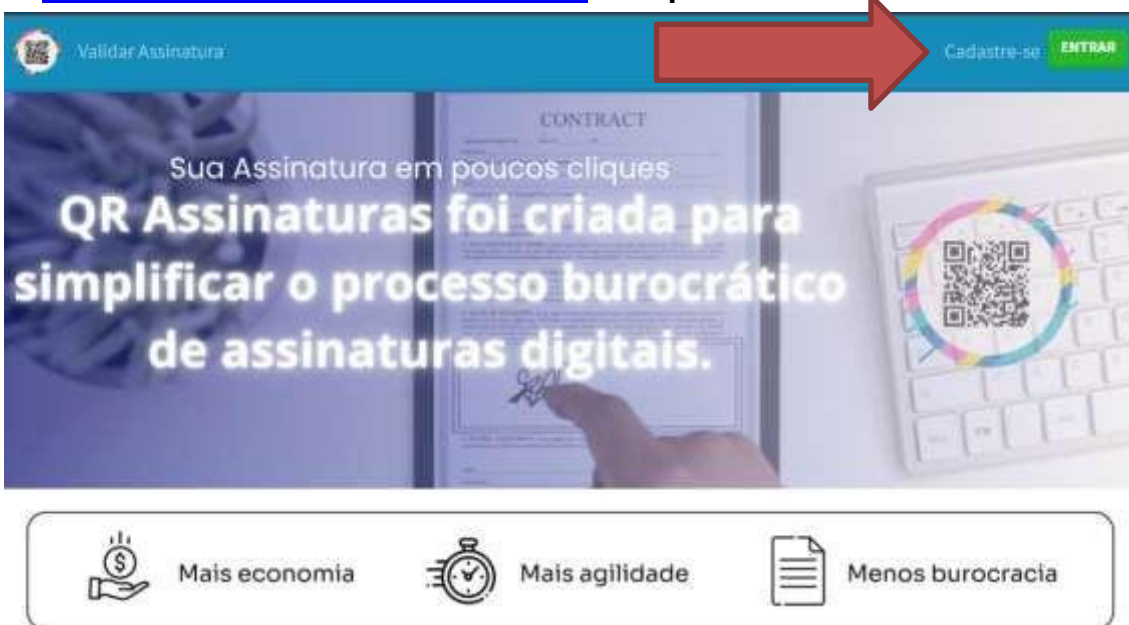 Validar Assinatura
Cadastre-se ENTRAR
CONTRACT
Sua Assinatura em poucos cliques
QR Assinaturas foi criada para
simplificar o processo burocrático
de assinaturas digitais.
Mais economia
Mais agilidade
Menos burocracia